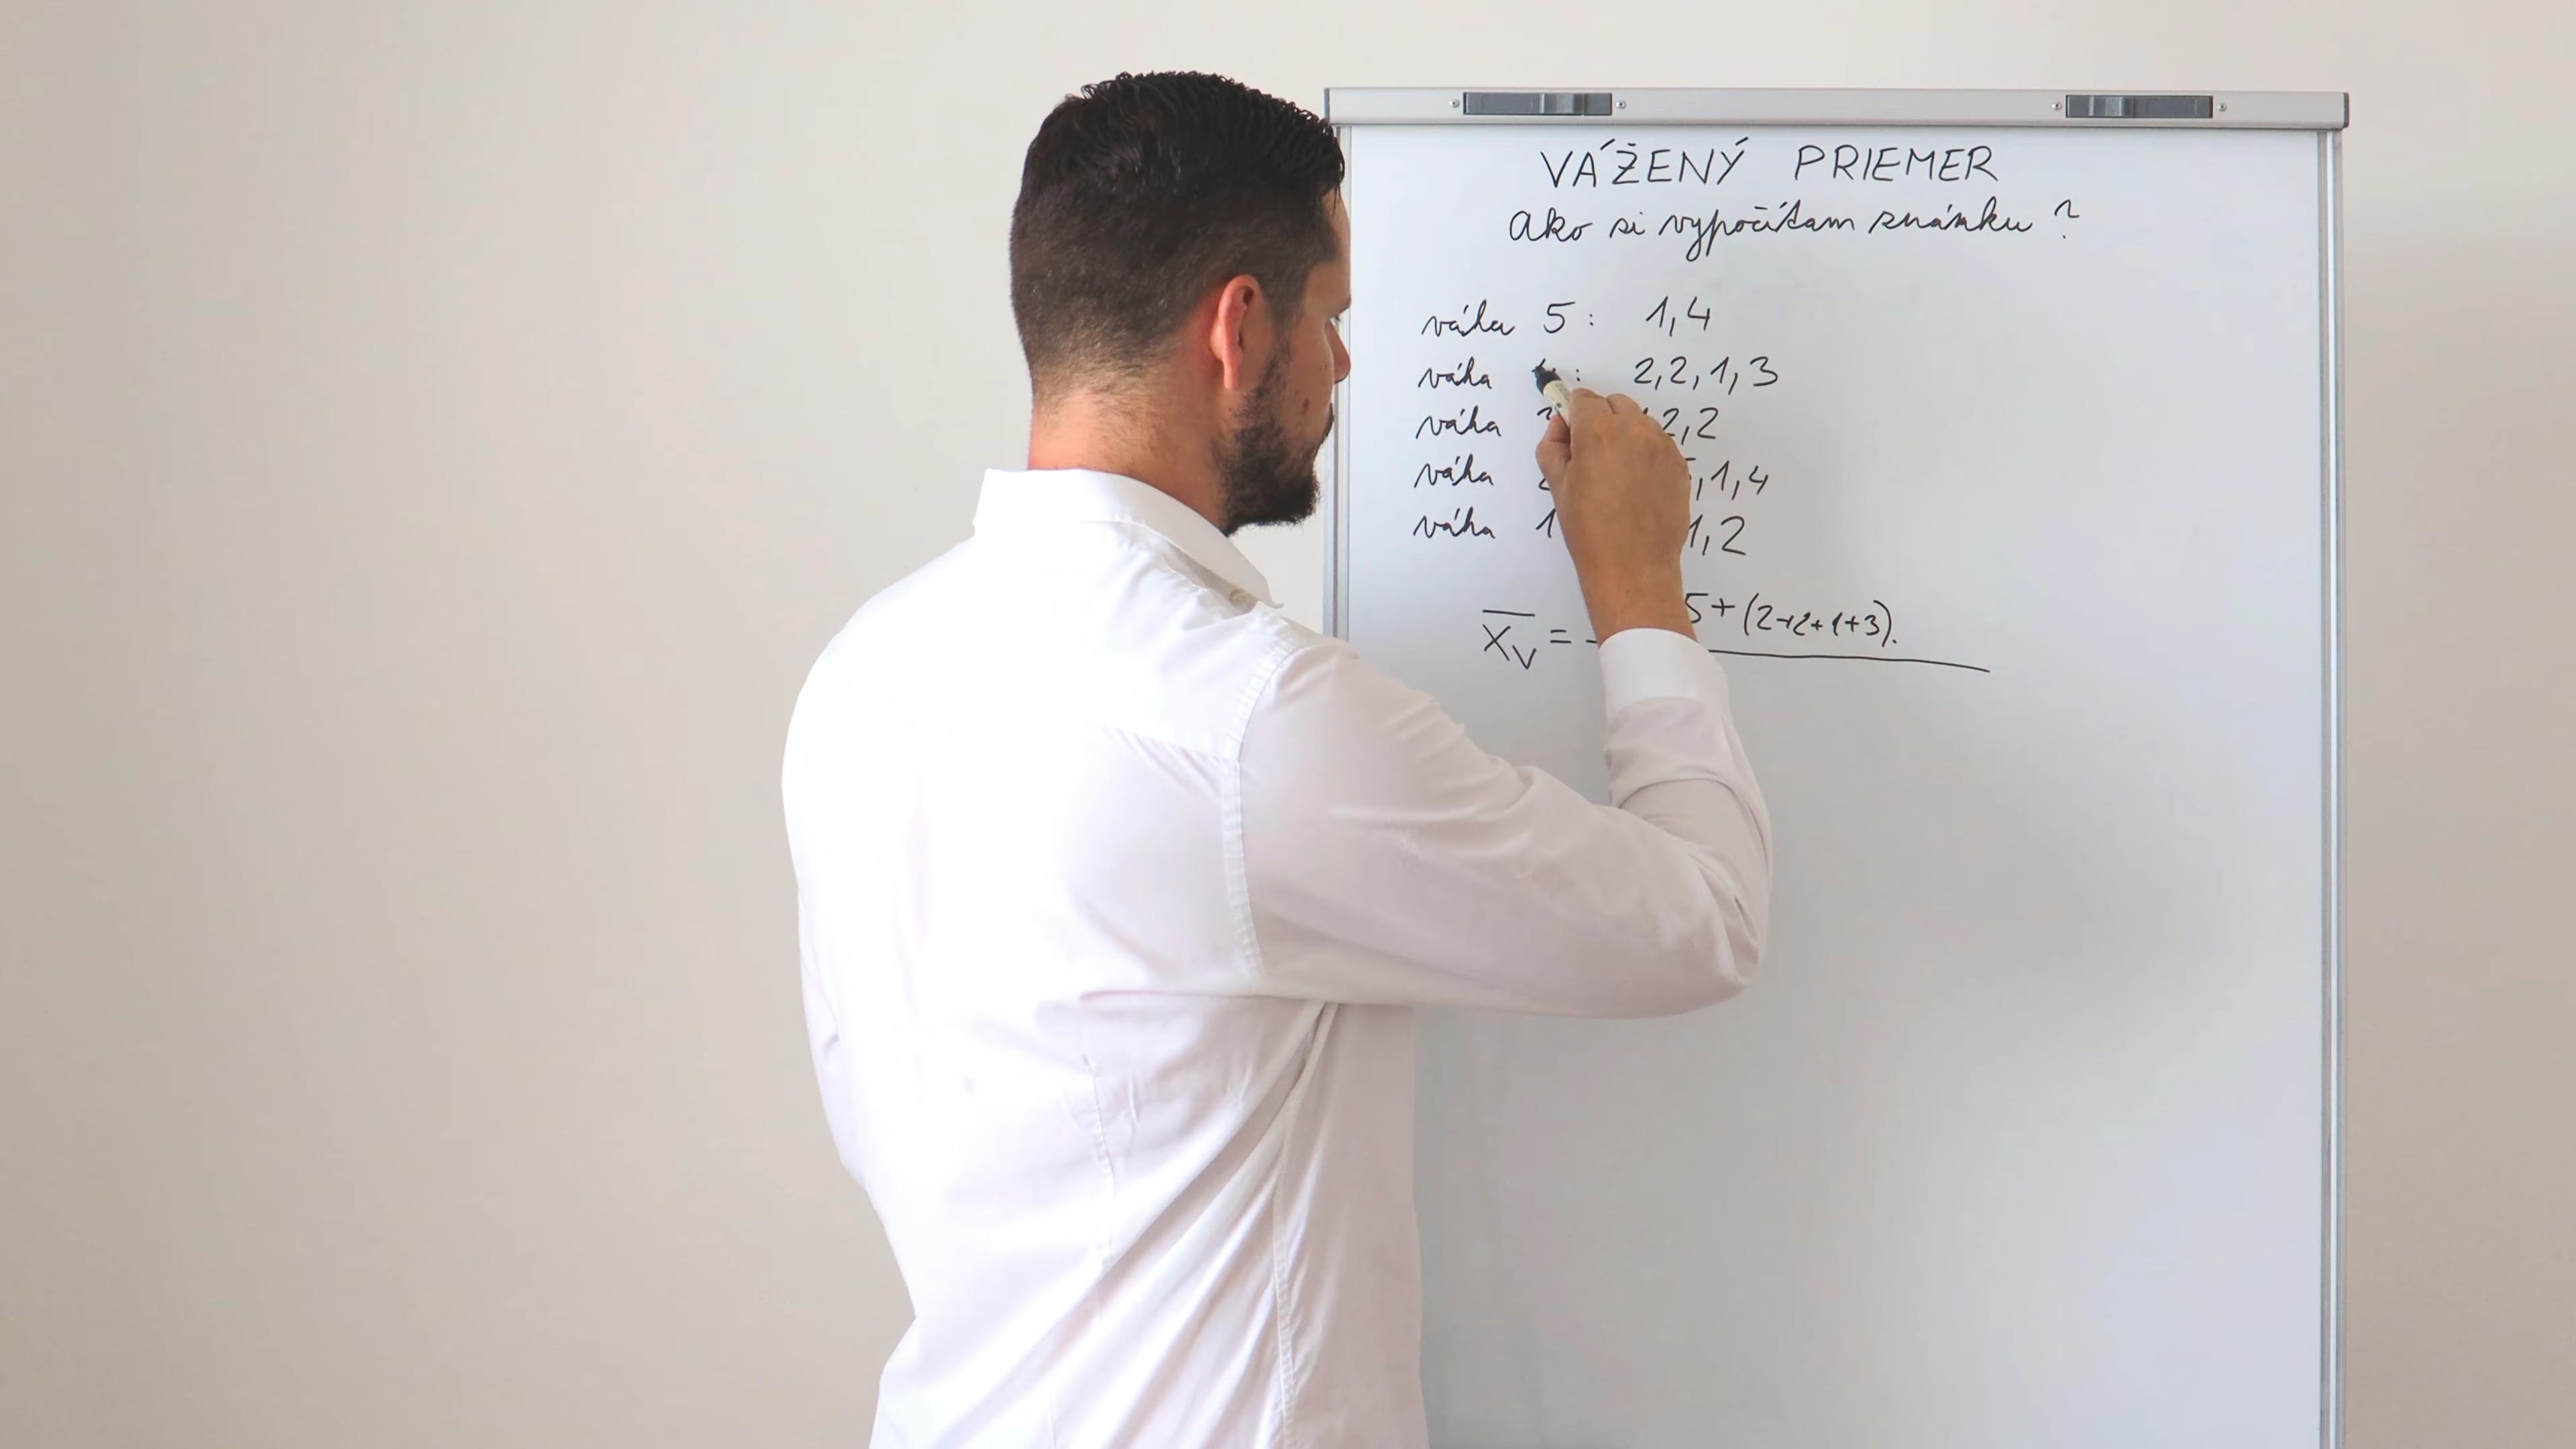 VÁŽENÝ PRIEMER
Ako si vypočítam známku?
váha 5: 1,4
váha : 2,2,1,3
váha 2,2
váha ,1,4
váha 1 1,2
X̄ᵥ = 5+(2+2+1+3).